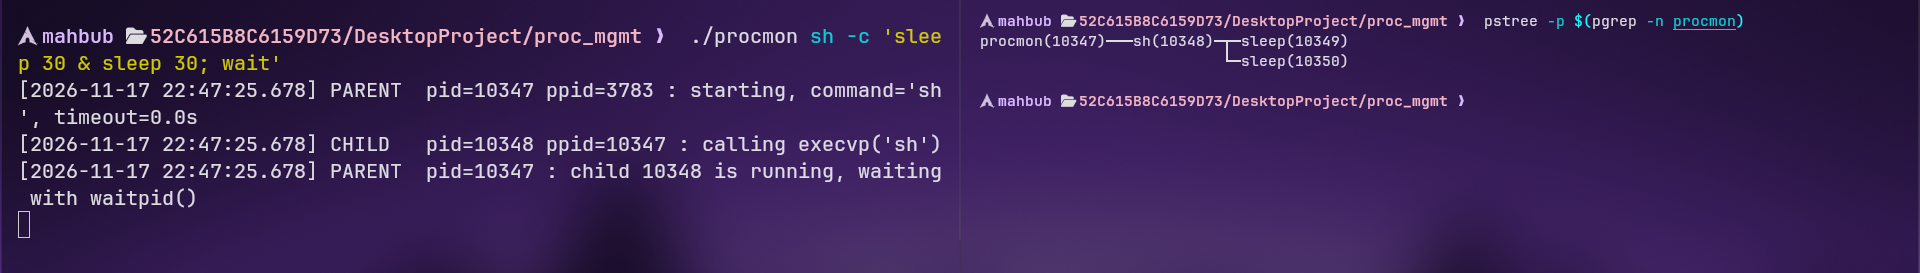 mahbub 52C615B8C6159D73/DesktopProject/proc_mgmt ❯ ./procmon sh -c 'slee
p 30 & sleep 30; wait'
[2026-11-17 22:47:25.678] PARENT  pid=10347 ppid=3783 : starting, command='sh
', timeout=0.0s
[2026-11-17 22:47:25.678] CHILD   pid=10348 ppid=10347 : calling execvp('sh')
[2026-11-17 22:47:25.678] PARENT  pid=10347 : child 10348 is running, waiting
 with waitpid()
mahbub 52C615B8C6159D73/DesktopProject/proc_mgmt ❯ pstree -p $(pgrep -n procmon)
procmon(10347)───sh(10348)─┬─sleep(10349)
                           └─sleep(10350)
mahbub 52C615B8C6159D73/DesktopProject/proc_mgmt ❯